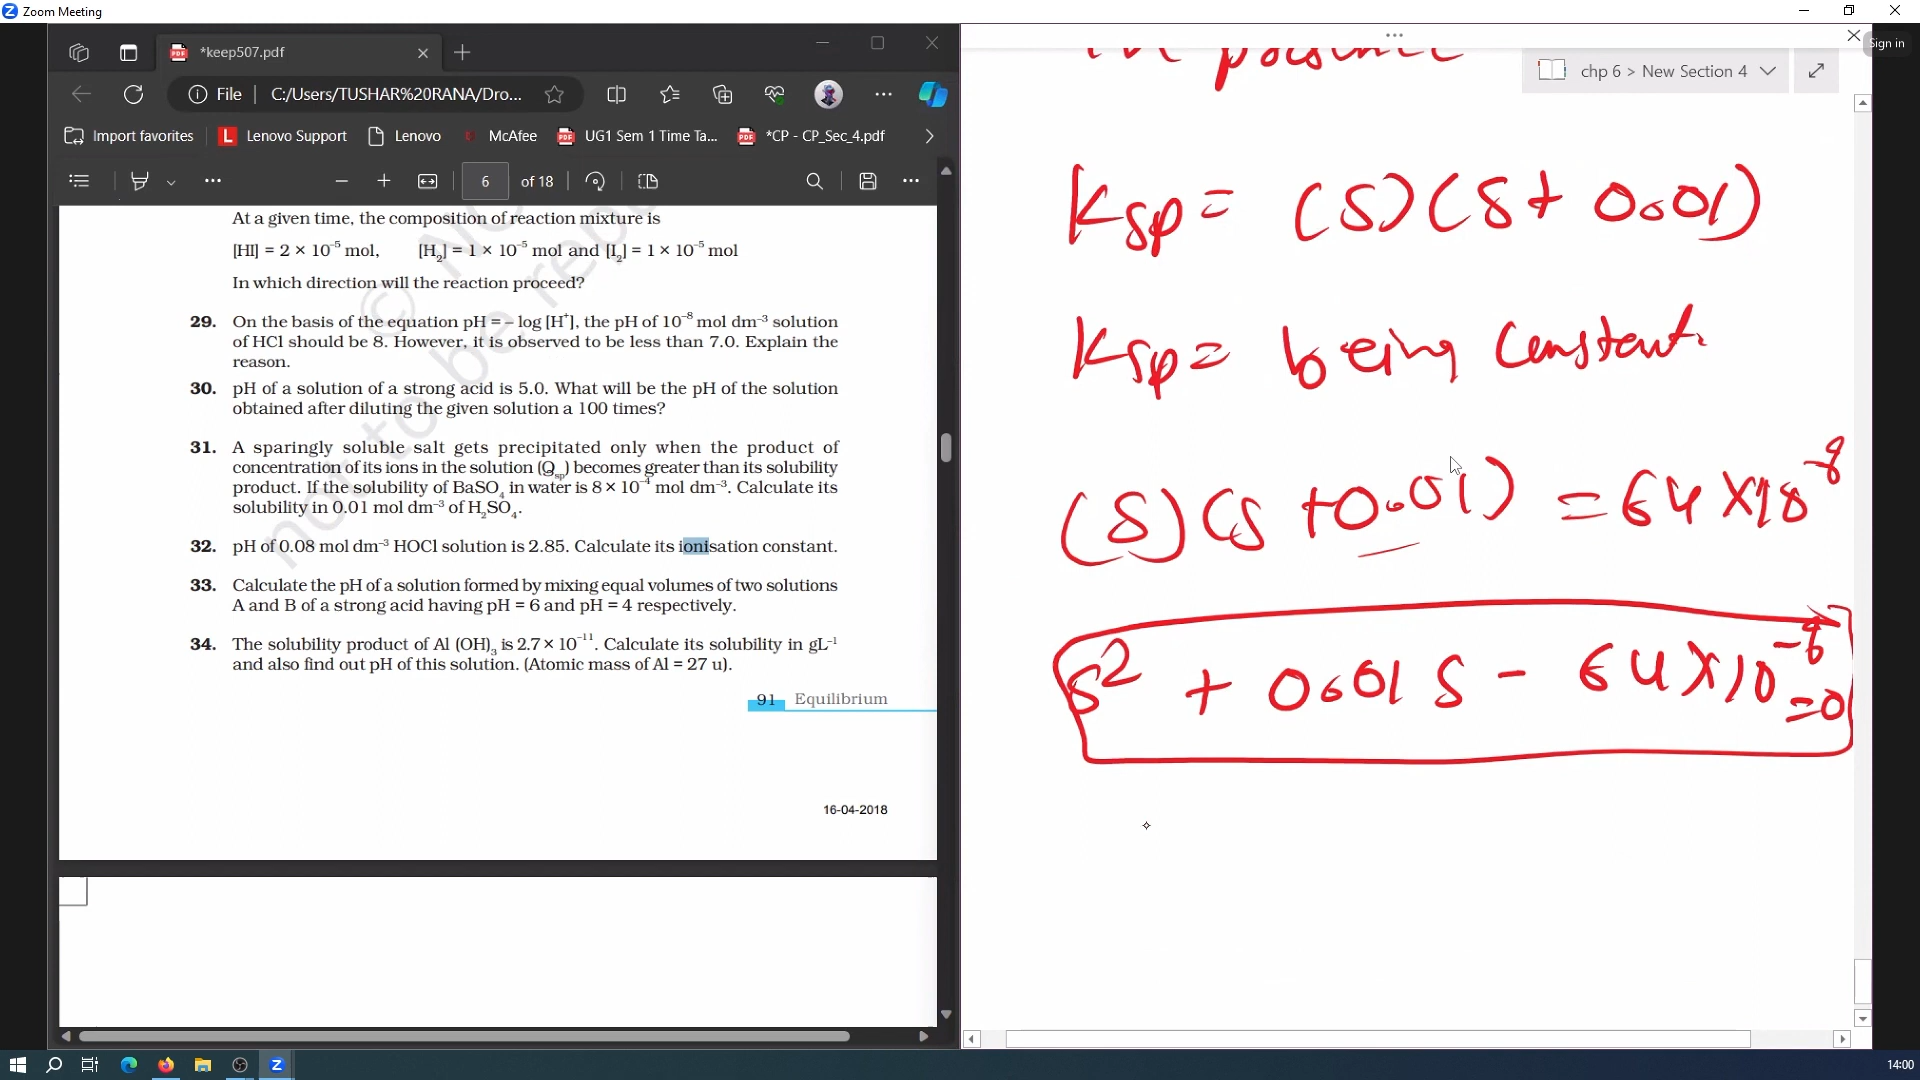 Zoom Meeting
*keep507.pdf
Sign in
File
C:/Users/TUSHAR%20RANA/Dro...
Import favorites
Lenovo Support
Lenovo
McAfee
UG1 Sem 1 Time Ta...
*CP - CP_Sec_4.pdf
6 of 18
At a given time, the composition of reaction mixture is
[HI] = 2 × 10⁻⁵ mol, [H₂] = 1 × 10⁻⁵ mol and [I₂] = 1 × 10⁻⁵ mol
In which direction will the reaction proceed?
29. On the basis of the equation pH = – log [H⁺], the pH of 10⁻⁸ mol dm⁻³ solution
of HCl should be 8. However, it is observed to be less than 7.0. Explain the
reason.
30. pH of a solution of a strong acid is 5.0. What will be the pH of the solution
obtained after diluting the given solution a 100 times?
31. A sparingly soluble salt gets precipitated only when the product of
concentration of its ions in the solution (Qsp) becomes greater than its solubility
product. If the solubility of BaSO₄ in water is 8 × 10⁻⁴ mol dm⁻³. Calculate its
solubility in 0.01 mol dm⁻³ of H₂SO₄.
32. pH of 0.08 mol dm⁻³ HOCl solution is 2.85. Calculate its ionisation constant.
33. Calculate the pH of a solution formed by mixing equal volumes of two solutions
A and B of a strong acid having pH = 6 and pH = 4 respectively.
34. The solubility product of Al (OH)₃ is 2.7 × 10⁻¹¹. Calculate its solubility in gL⁻¹
and also find out pH of this solution. (Atomic mass of Al = 27 u).
91 Equilibrium
16-04-2018
not to be
chp 6 > New Section 4
Ksp = (S)(S + 0.01)
Ksp = being constant.
(S)(S + 0.01) = 64 X 10⁻⁸
S² + 0.01 S - 64 X 10⁻⁸ = 0
14:00